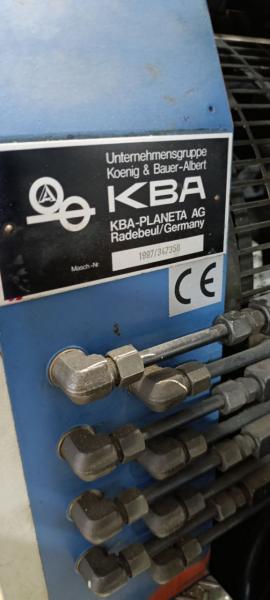 Unternehmensgruppe
Koenig & Bauer-Albert
KBA
KBA-PLANETA AG
Radebeul/Germany
Masch.-Nr. 1997/347350
CE